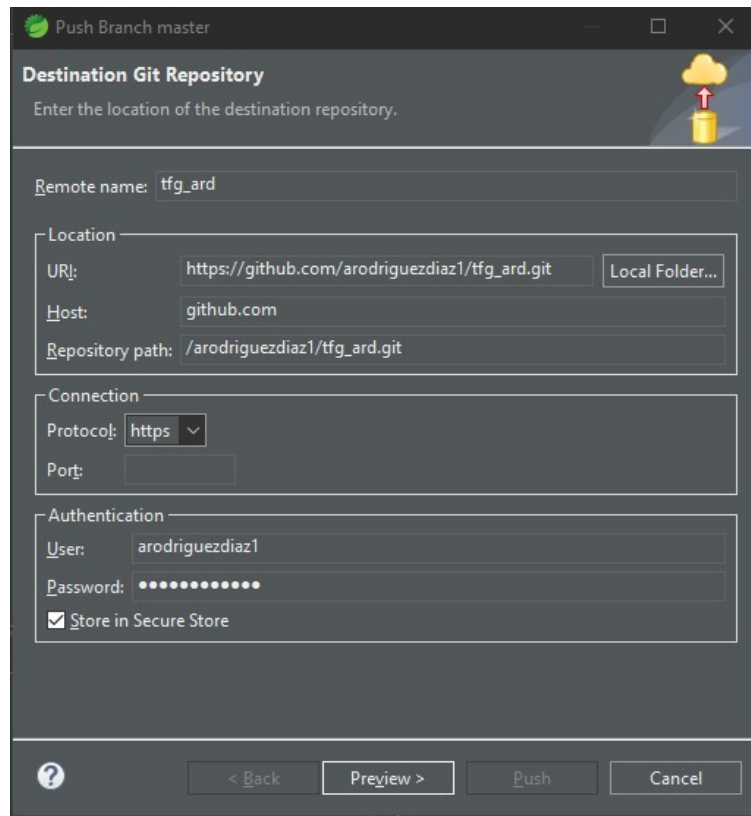 Push Branch master
Destination Git Repository
Enter the location of the destination repository.
Remote name: tfg_ard
Location
URI: https://github.com/arodriguezdiaz1/tfg_ard.git Local Folder...
Host: github.com
Repository path: /arodriguezdiaz1/tfg_ard.git
Connection
Protocol: https
Port:
Authentication
User: arodriguezdiaz1
Password: ●●●●●●●●●●●●
Store in Secure Store
? < Back Preview > Push Cancel